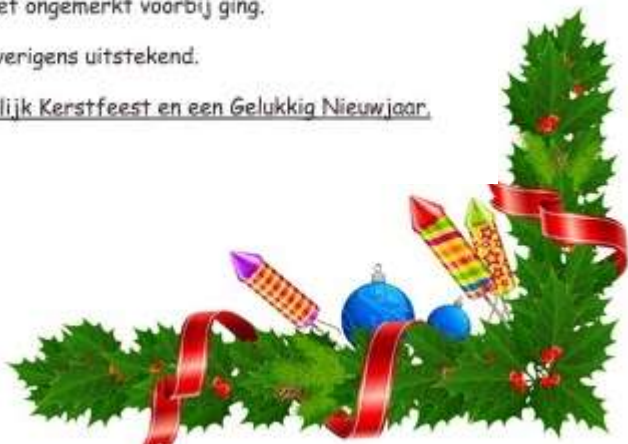 et ongemerkt voorbij ging.
verigens uitstekend.
lijk Kerstfeest en een Gelukkig Nieuwjaar.